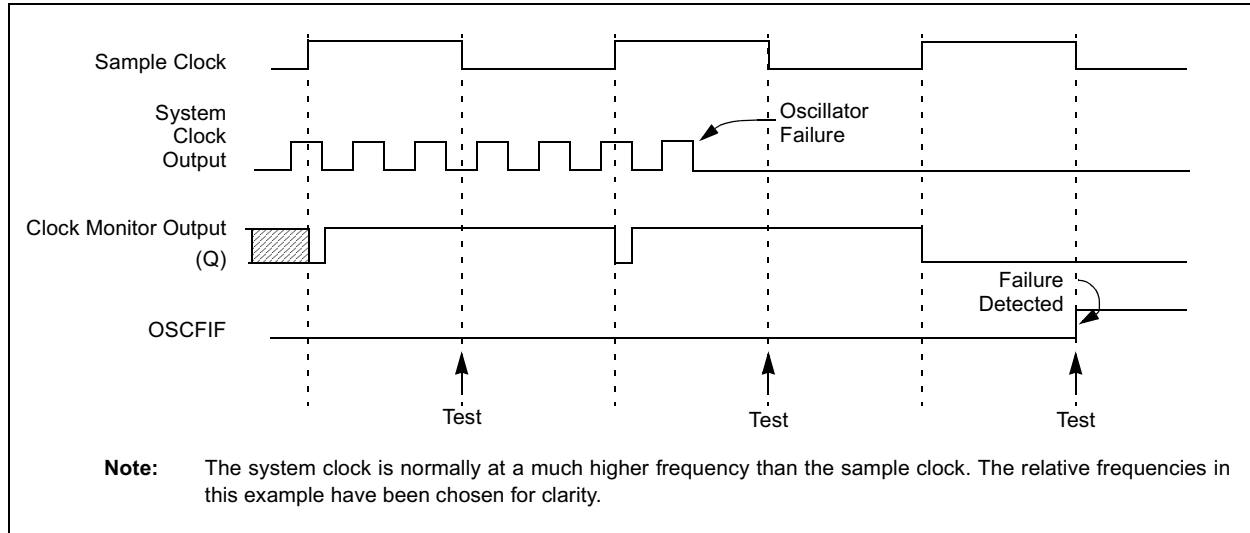 Sample Clock
System
Clock
Output
Oscillator
Failure
Clock Monitor Output
(Q)
Failure
Detected
OSCFIF
Test
Test
Test
Note: The system clock is normally at a much higher frequency than the sample clock. The relative frequencies in
this example have been chosen for clarity.